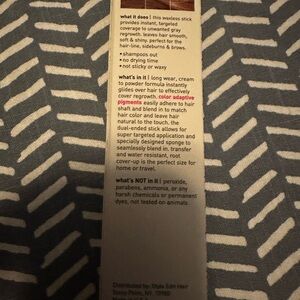 what it does | this waxless stick
provides instant, targeted
coverage to unwanted gray
regrowth. leaves hair smooth,
soft & shiny. perfect for the
hair-line, sideburns & brows.
• shampoos out
• no drying time
• not sticky or waxy
what's in it | long wear, cream
to powder formula instantly
glides over hair to effectively
cover regrowth. color adaptive
pigments easily adhere to hair
shaft and blend in to match
hair color and leave hair
natural to the touch. the
dual-ended stick allows for
super targeted application and
specially designed sponge to
seamlessly blend in. transfer
and water resistant, root
cover-up is the perfect size for
home or travel.
what's NOT in it | peroxide,
parabens, ammonia, or any
harsh chemicals or permanent
dyes, not tested on animals.
Distributed by: Style Edit Hair